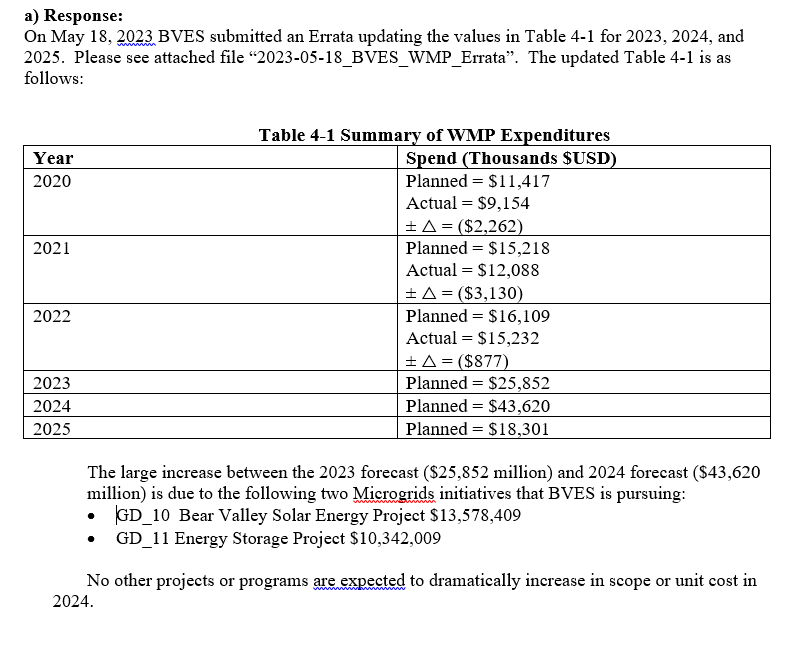 a) Response:
On May 18, 2023 BVES submitted an Errata updating the values in Table 4-1 for 2023, 2024, and
2025.  Please see attached file “2023-05-18_BVES_WMP_Errata”.  The updated Table 4-1 is as
follows:
Table 4-1 Summary of WMP Expenditures
Year Spend (Thousands $USD)
2020 Planned = $11,417
Actual = $9,154
± △ = ($2,262)
2021 Planned = $15,218
Actual = $12,088
± △ = ($3,130)
2022 Planned = $16,109
Actual = $15,232
± △ = ($877)
2023 Planned = $25,852
2024 Planned = $43,620
2025 Planned = $18,301
The large increase between the 2023 forecast ($25,852 million) and 2024 forecast ($43,620
million) is due to the following two Microgrids initiatives that BVES is pursuing:
• GD_10  Bear Valley Solar Energy Project $13,578,409
• GD_11 Energy Storage Project $10,342,009
No other projects or programs are expected to dramatically increase in scope or unit cost in
2024.